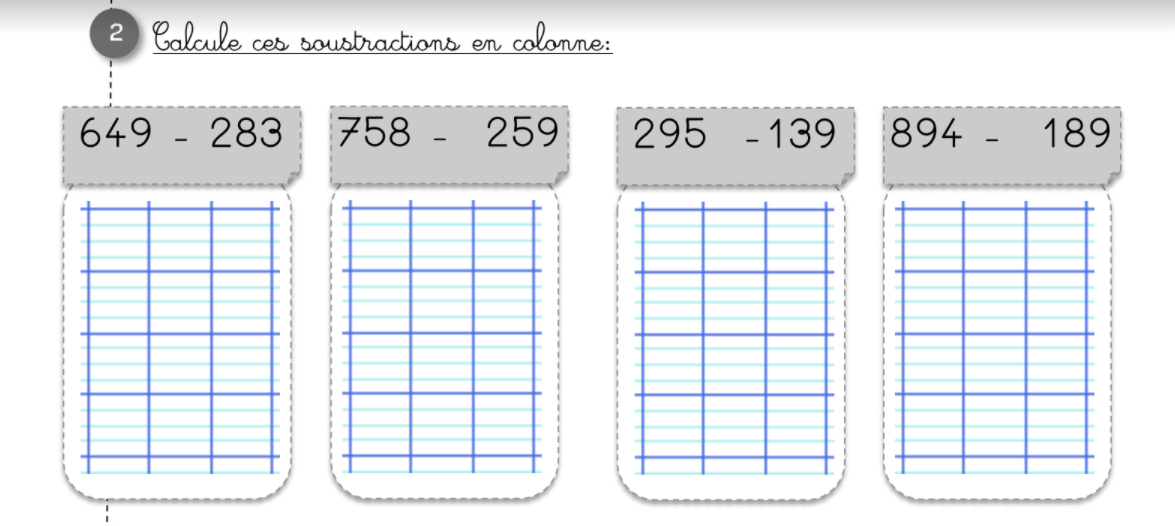 2 Calcule ces soustractions en colonne:
649 - 283
758 - 259
295 -139
894 - 189